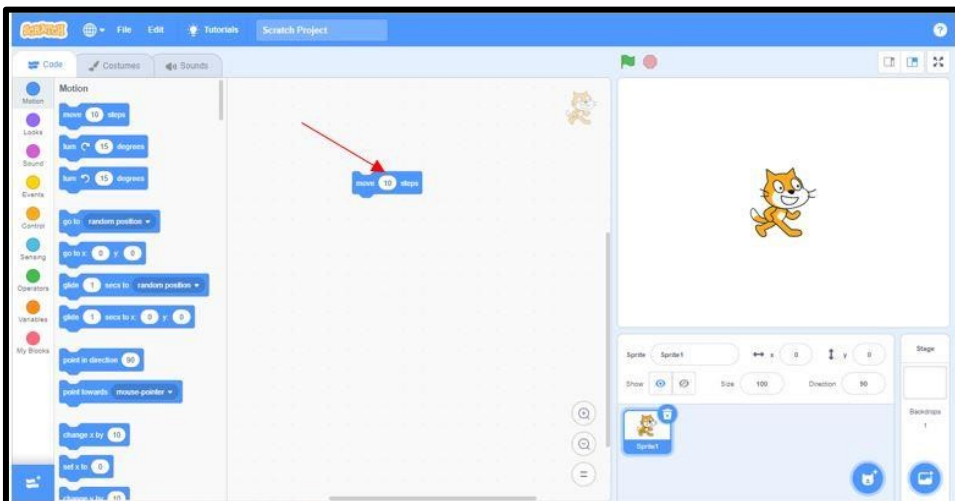 SCRATCH File Edit Tutorials Scratch Project ?
Code Costumes Sounds
Motion
Looks
Sound
Events
Control
Sensing
Operators
Variables
My Blocks
Motion
move 10 steps
turn 15 degrees
turn 15 degrees
go to random position
go to x: 0 y: 0
glide 1 secs to random position
glide 1 secs to x: 0 y: 0
point in direction 90
point towards mouse-pointer
change x by 10
set x to 0
change y by 10
move 10 steps
Sprite Sprite1 x 0 y 0
Show Size 100 Direction 90
Sprite1
Stage
Backdrops
1